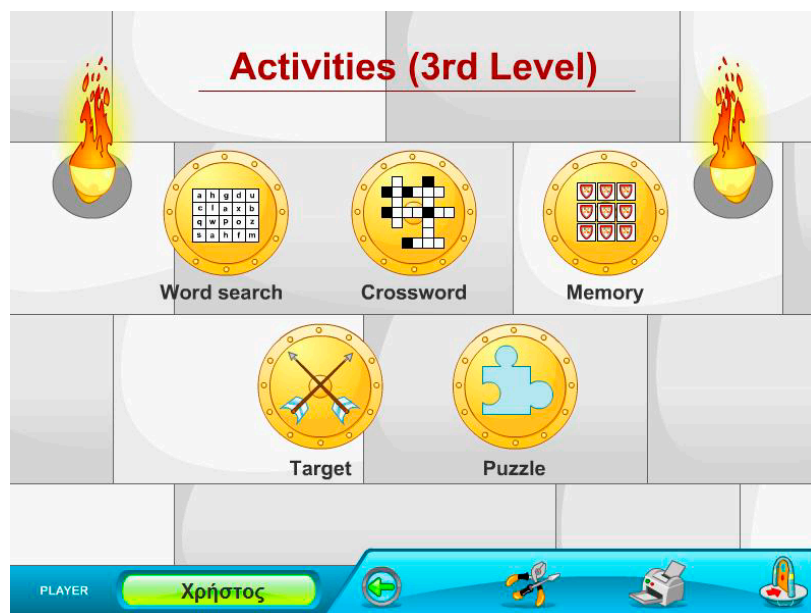 Activities (3rd Level)
a h g d u
c l a x b
q w p o z
s a h f m
Word search
Crossword
Memory
Target
Puzzle
PLAYER
Χρήστος